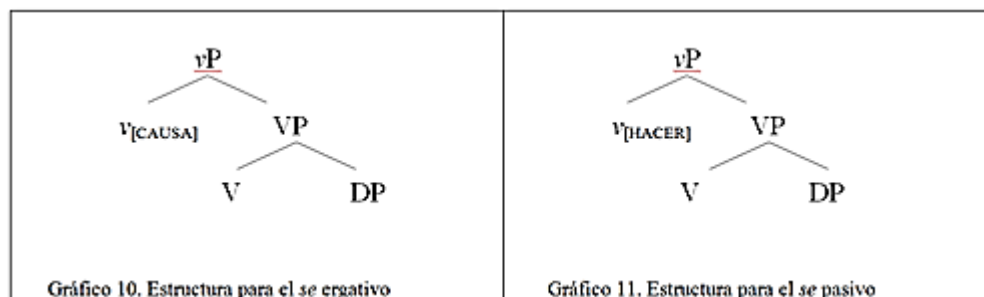 vP
v[CAUSA] VP
V DP
Gráfico 10. Estructura para el se ergativo
vP
v[HACER] VP
V DP
Gráfico 11. Estructura para el se pasivo